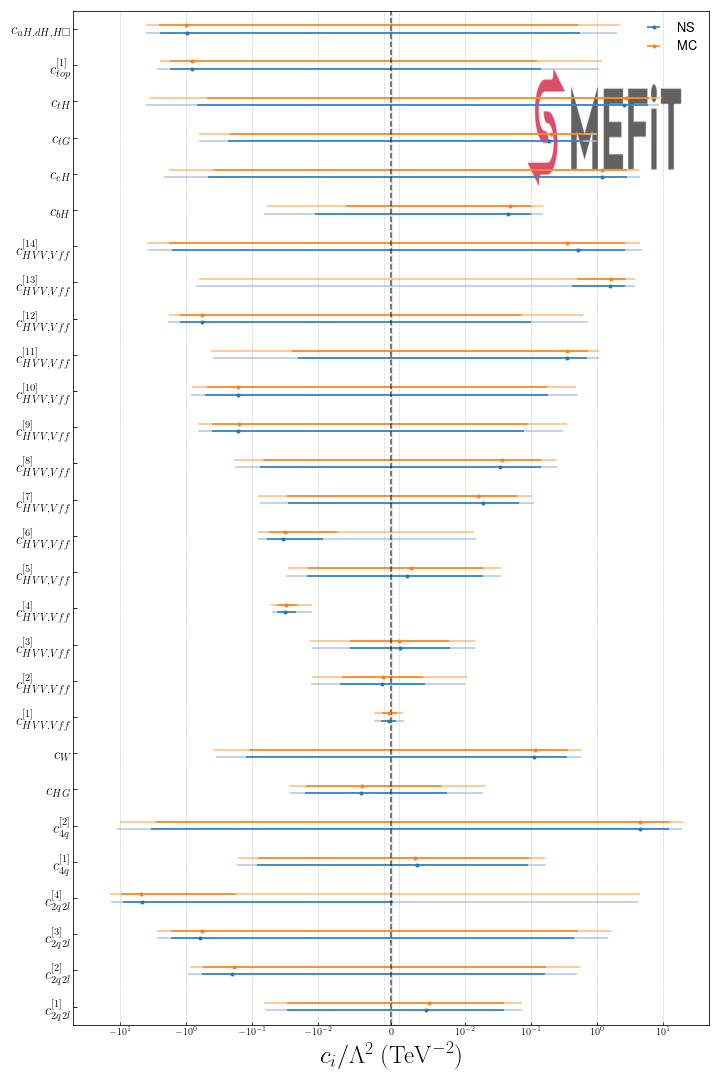 NS
MC
SMEFiT
c_{uH,dH,H□}
c_{top}^{[1]}
c_{tH}
c_{tG}
c_{eH}
c_{bH}
c_{HVV,Vff}^{[14]}
c_{HVV,Vff}^{[13]}
c_{HVV,Vff}^{[12]}
c_{HVV,Vff}^{[11]}
c_{HVV,Vff}^{[10]}
c_{HVV,Vff}^{[9]}
c_{HVV,Vff}^{[8]}
c_{HVV,Vff}^{[7]}
c_{HVV,Vff}^{[6]}
c_{HVV,Vff}^{[5]}
c_{HVV,Vff}^{[4]}
c_{HVV,Vff}^{[3]}
c_{HVV,Vff}^{[2]}
c_{HVV,Vff}^{[1]}
c_W
c_{HG}
c_{4q}^{[2]}
c_{4q}^{[1]}
c_{2q2l}^{[4]}
c_{2q2l}^{[3]}
c_{2q2l}^{[2]}
c_{2q2l}^{[1]}
−10^1 −10^0 −10^{-1} −10^{-2} 0 10^{-2} 10^{-1} 10^0 10^1
c_i/Λ^2 (TeV^{-2})